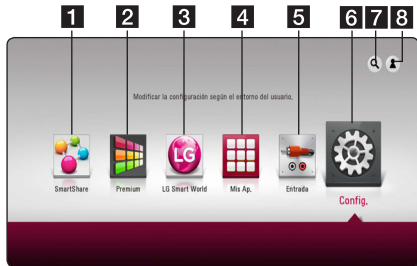 1 2 3 4 5 6 7 8
Modificar la configuración según el entorno del usuario.
LG
SmartShare Premium LG Smart World Mis Ap. Entrada Config.